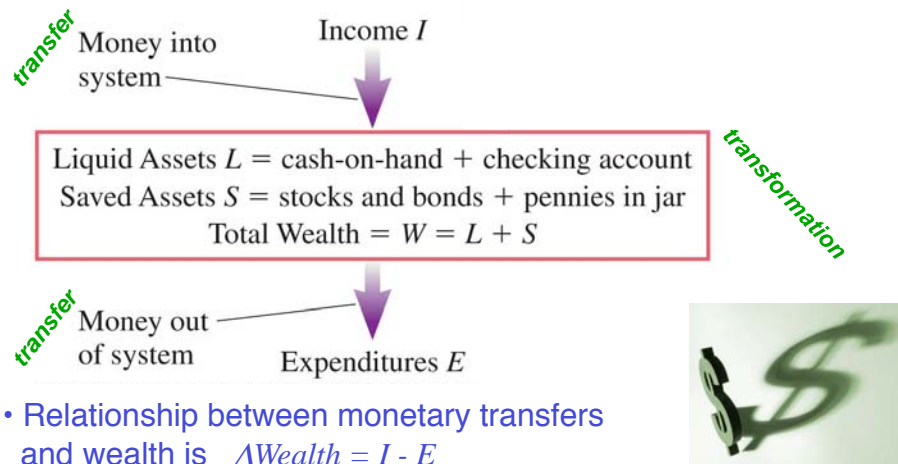 transfer
Money into
system
Income I
Liquid Assets L = cash-on-hand + checking account
Saved Assets S = stocks and bonds + pennies in jar
Total Wealth = W = L + S
transformation
transfer
Money out
of system
Expenditures E
• Relationship between monetary transfers
and wealth is ΔWealth = I - E
$